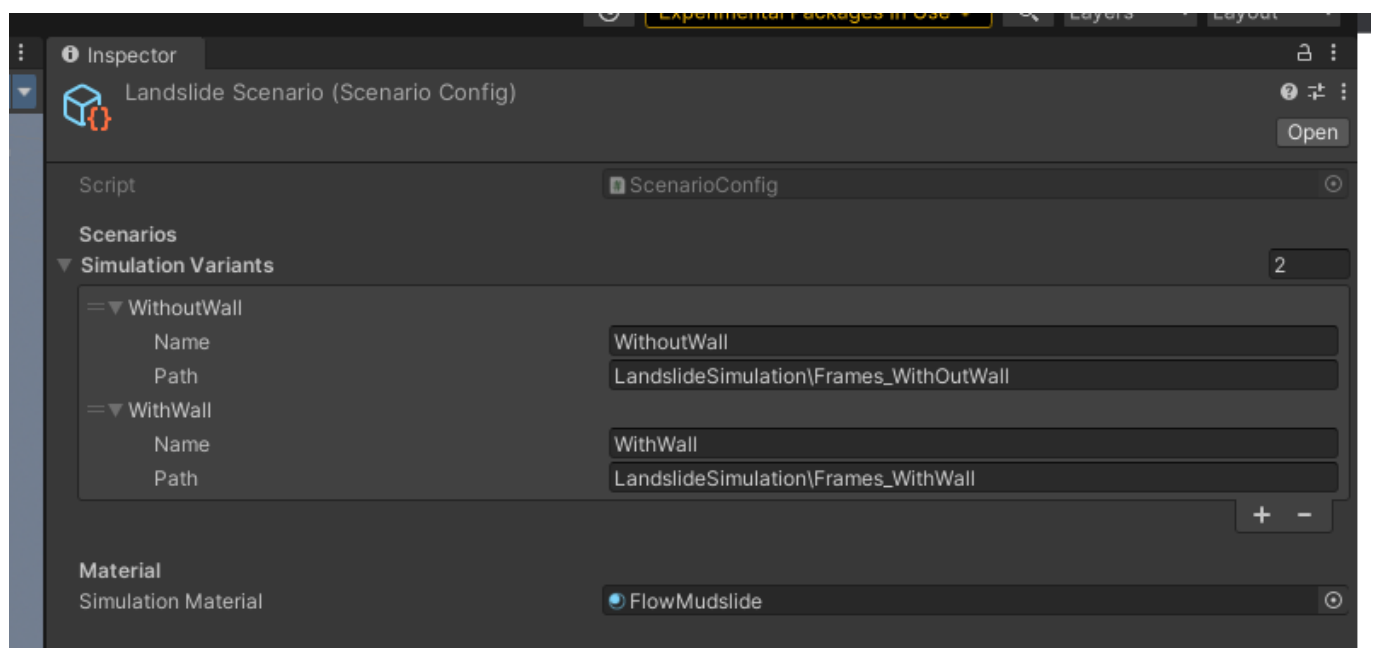 Experimental Packages In Use
Layers
Layout
Inspector
Landslide Scenario (Scenario Config)
Open
Script ScenarioConfig
Scenarios
Simulation Variants 2
WithoutWall
Name WithoutWall
Path LandslideSimulation\Frames_WithOutWall
WithWall
Name WithWall
Path LandslideSimulation\Frames_WithWall
+ −
Material
Simulation Material FlowMudslide